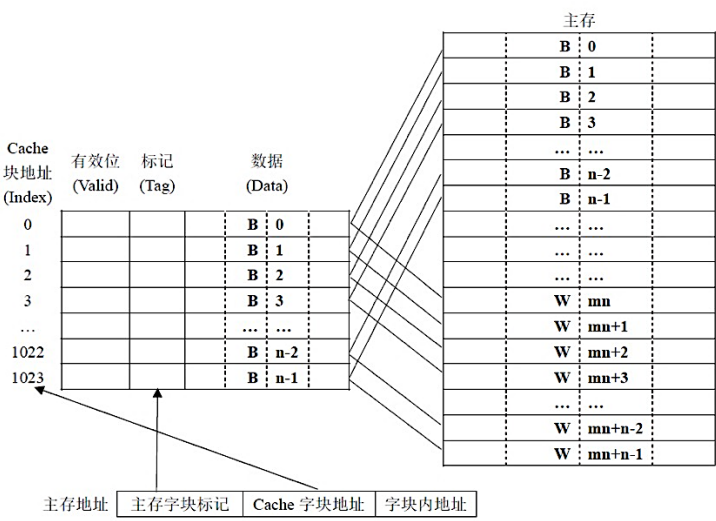 主存
B 0
B 1
B 2
B 3
... ...
B n-2
B n-1
... ...
... ...
... ...
W mn
W mn+1
W mn+2
W mn+3
... ...
W mn+n-2
W mn+n-1
Cache
块地址
(Index)
有效位
(Valid)
标记
(Tag)
数据
(Data)
0 B 0
1 B 1
2 B 2
3 B 3
... ... ...
1022 B n-2
1023 B n-1
主存地址 主存字块标记 Cache 字块地址 字块内地址